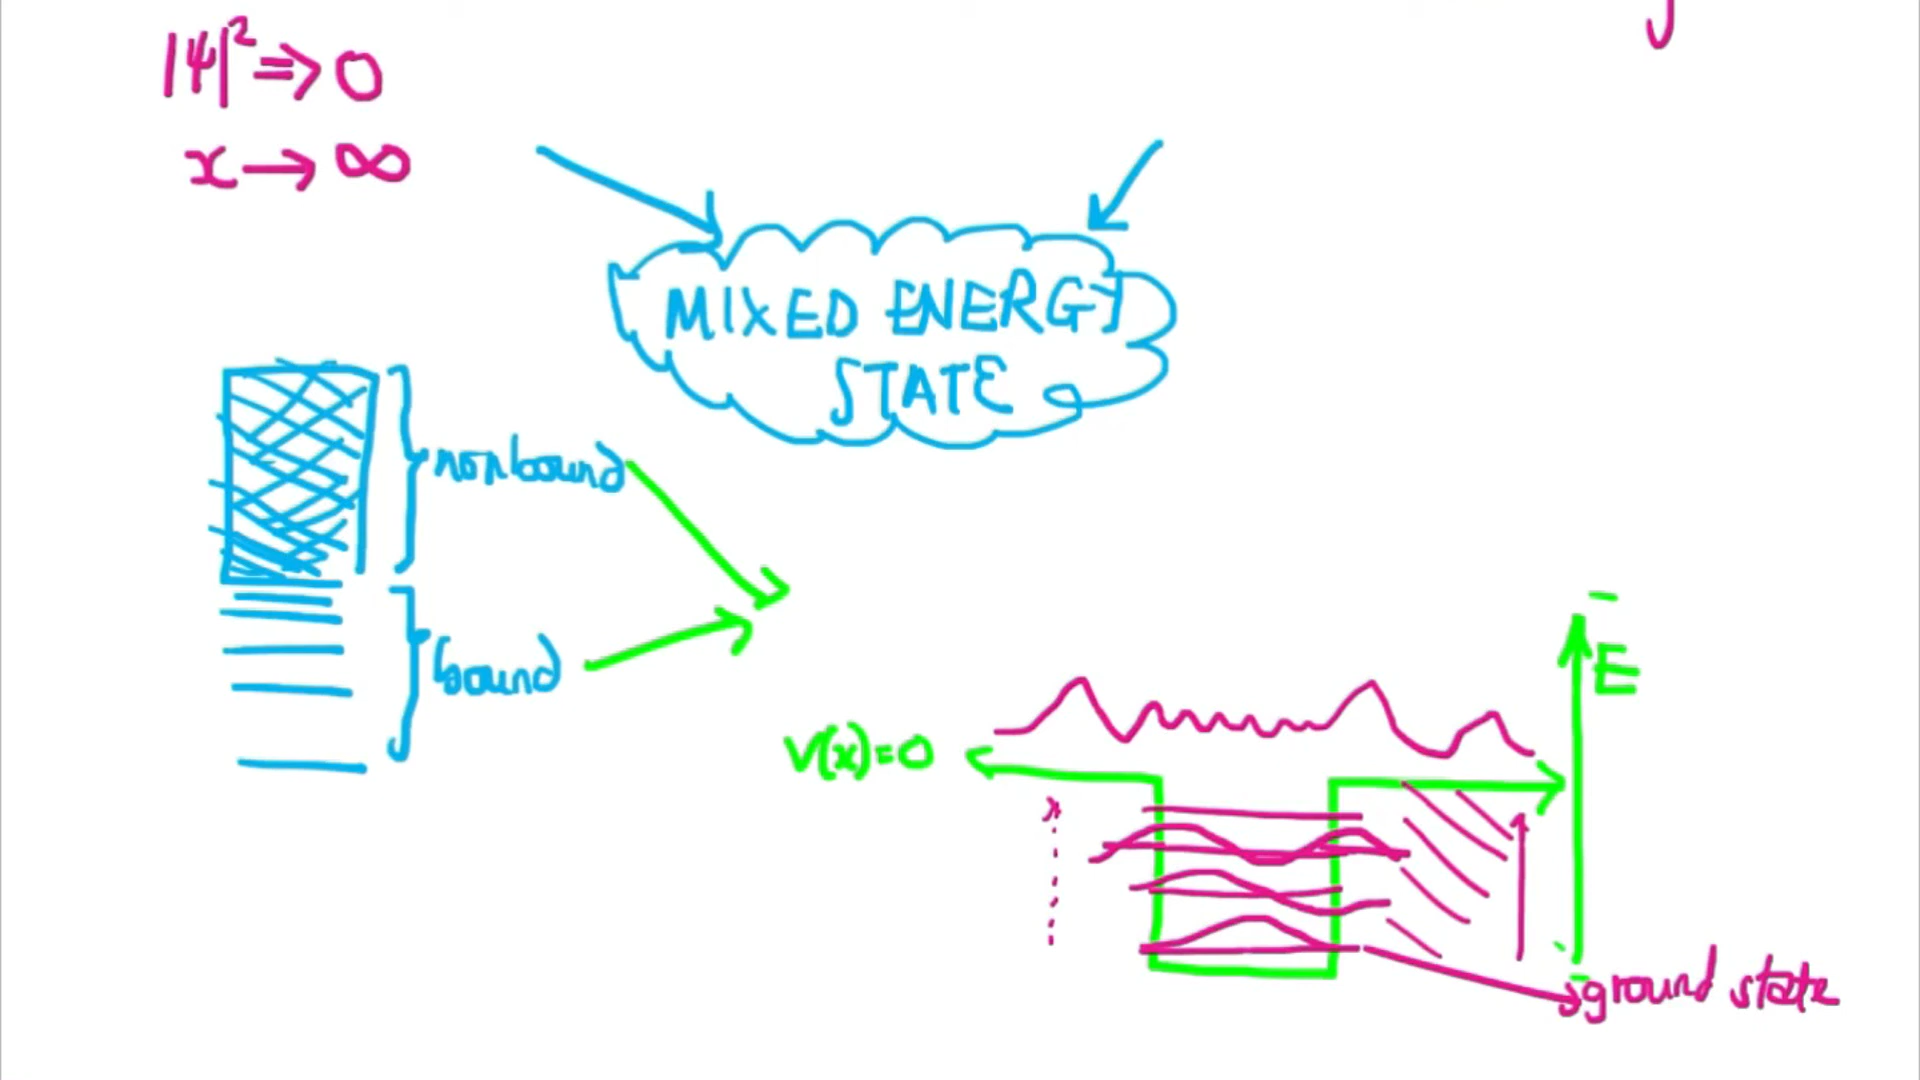 |ψ|² => 0
x → ∞
MIXED ENERGY
STATE
nonbound
bound
E
V(x)=0
ground state